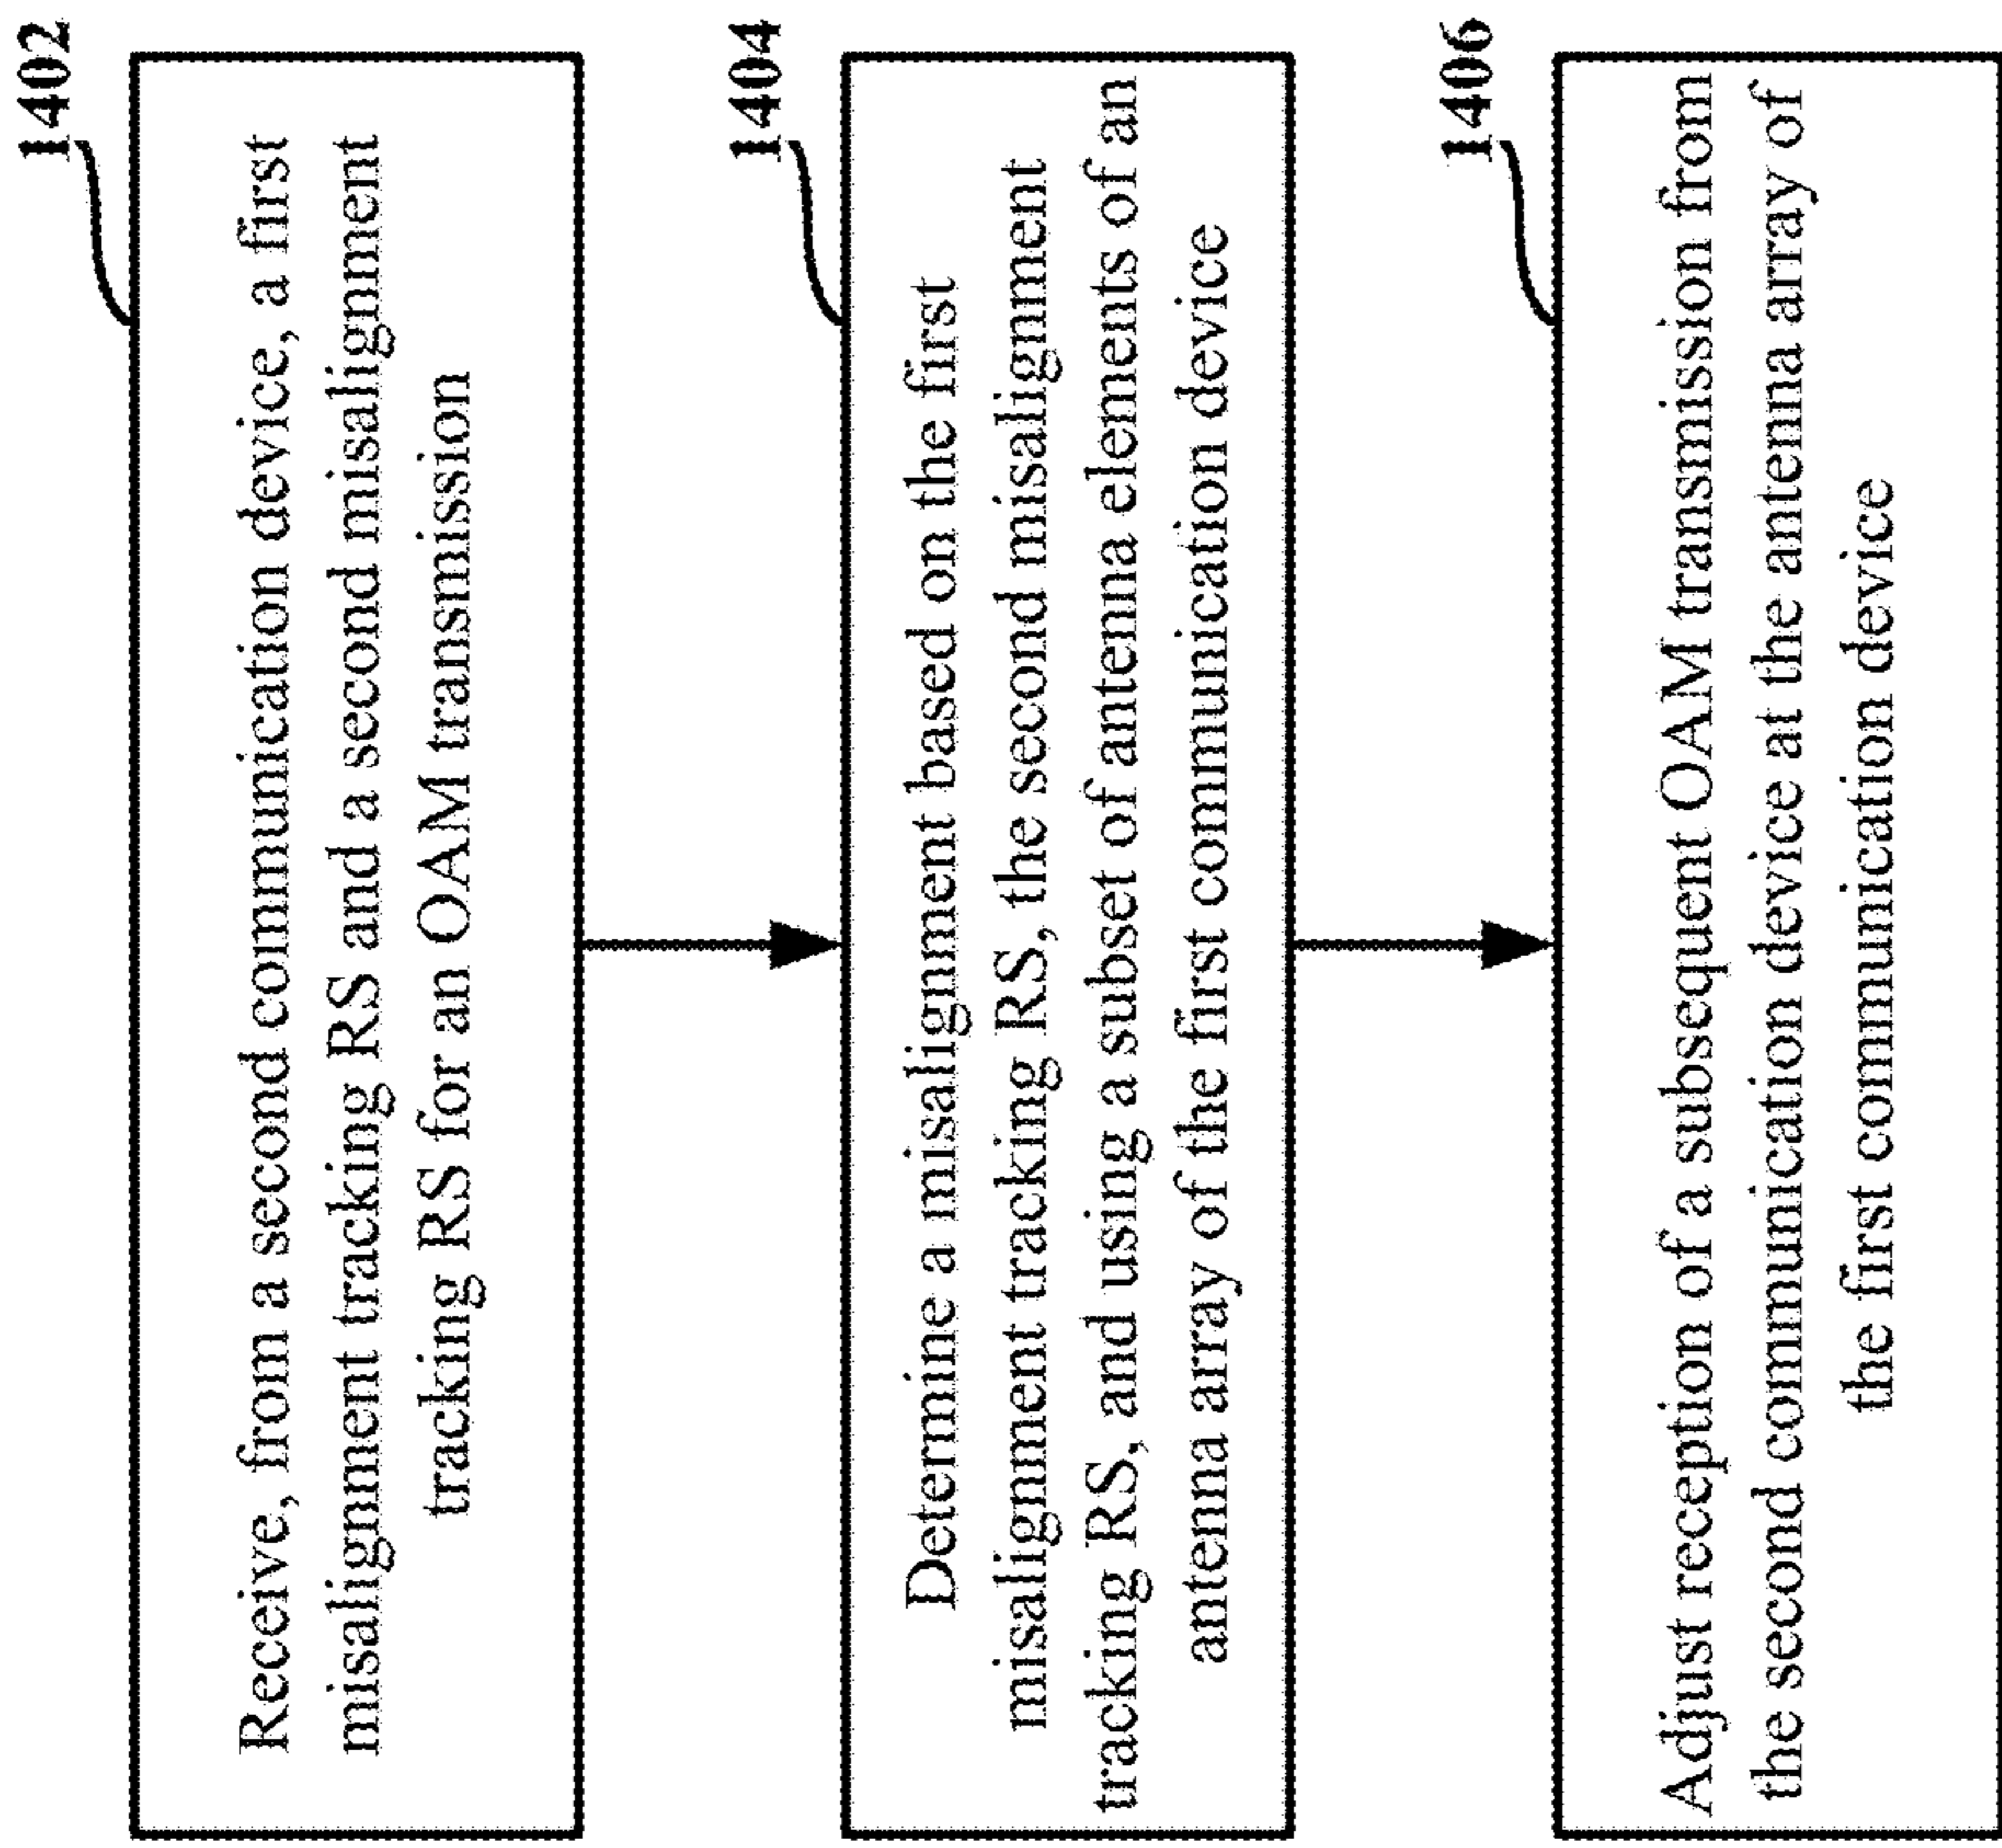 1402
Receive, from a second communication device, a first
misalignment tracking RS and a second misalignment
tracking RS for an OAM transmission
1404
Determine a misalignment based on the first
misalignment tracking RS, the second misalignment
tracking RS, and using a subset of antenna elements of an
antenna array of the first communication device
1406
Adjust reception of a subsequent OAM transmission from
the second communication device at the antenna array of
the first communication device